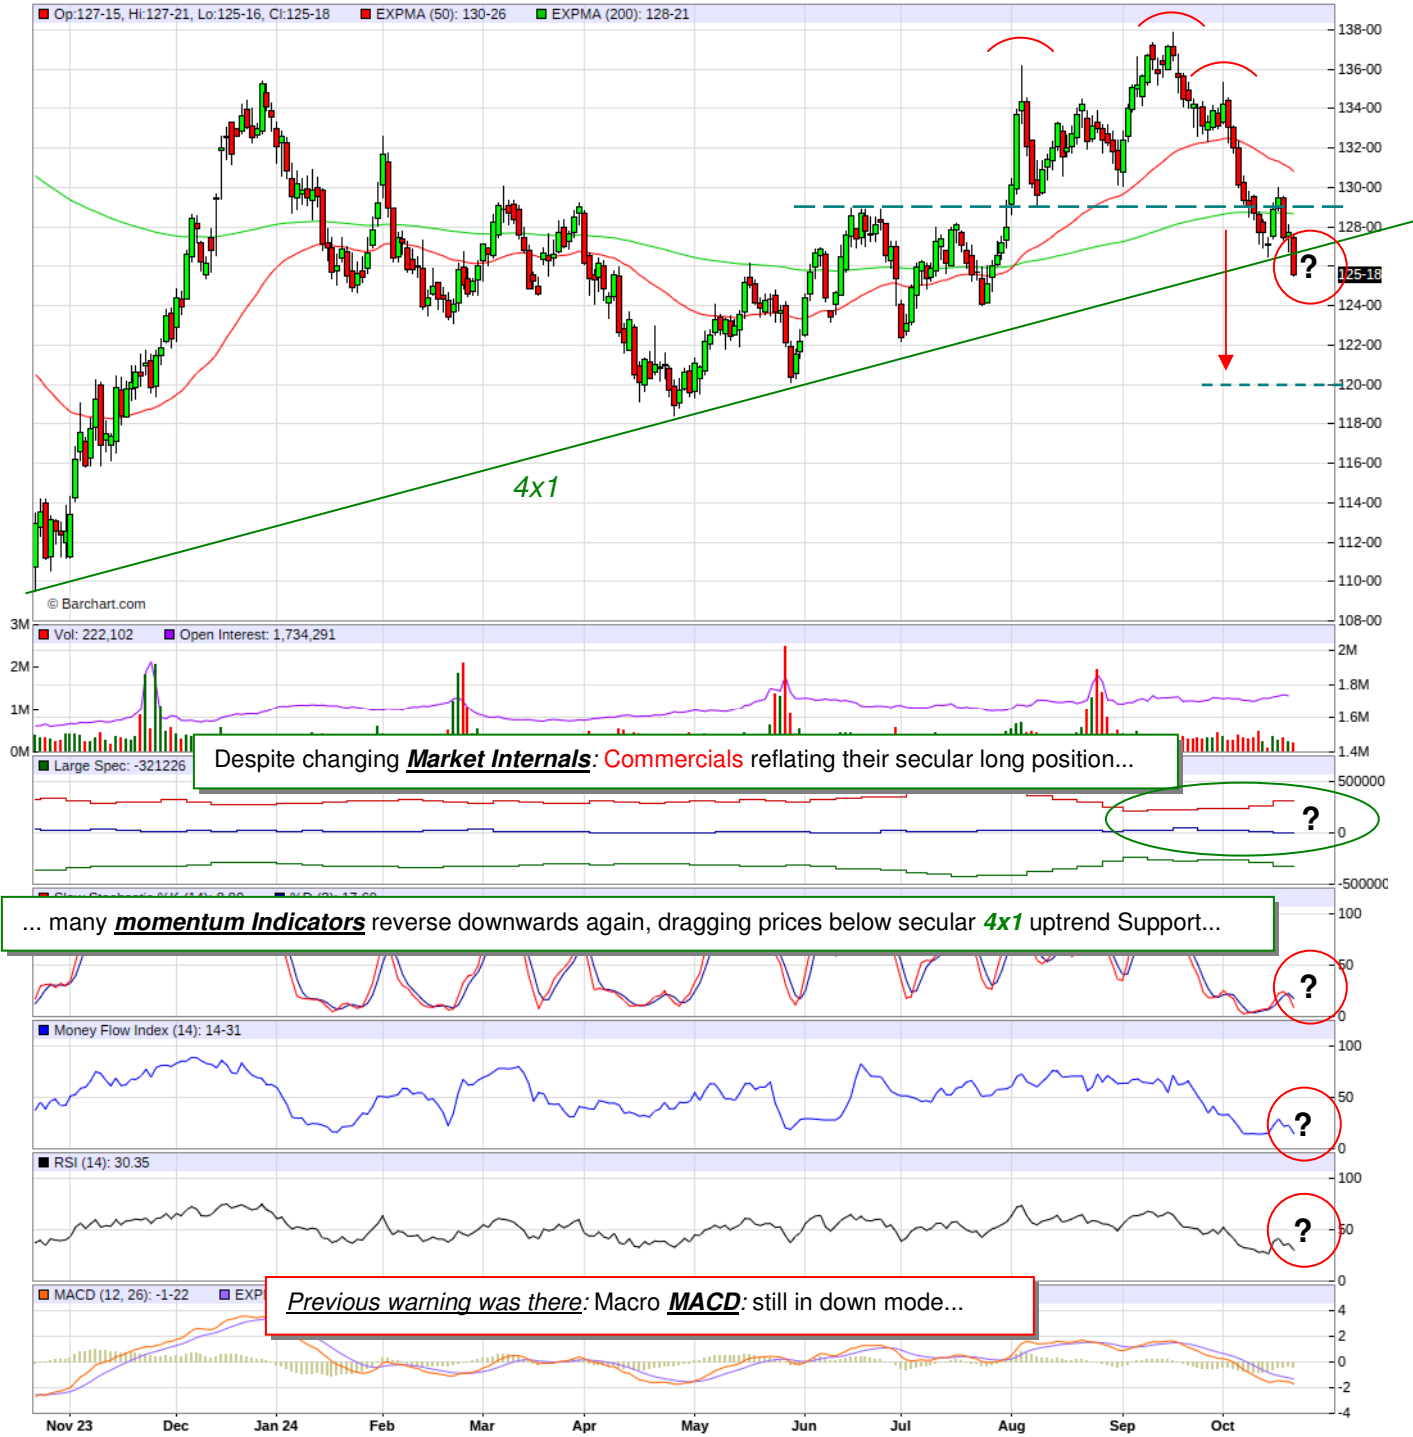 Op:127-15, Hi:127-21, Lo:125-16, Cl:125-18 EXPMA (50): 130-26 EXPMA (200): 128-21
138-00
136-00
134-00
132-00
130-00
128-00
?
125-18
124-00
122-00
120-00
118-00
116-00
4x1
114-00
112-00
110-00
© Barchart.com
108-00
3M
Vol: 222,102 Open Interest: 1,734,291
2M
2M
1.8M
1M
1.6M
0M
1.4M
Despite changing Market Internals: Commercials reflating their secular long position...
Large Spec: -321226
500000
?
0
-500000
... many momentum Indicators reverse downwards again, dragging prices below secular 4x1 uptrend Support...
100
50
?
0
Money Flow Index (14): 14-31
100
50
?
0
RSI (14): 30.35
100
50
?
0
MACD (12, 26): -1-22 EXP
Previous warning was there: Macro MACD: still in down mode...
4
2
0
-2
-4
Nov 23 Dec Jan 24 Feb Mar Apr May Jun Jul Aug Sep Oct